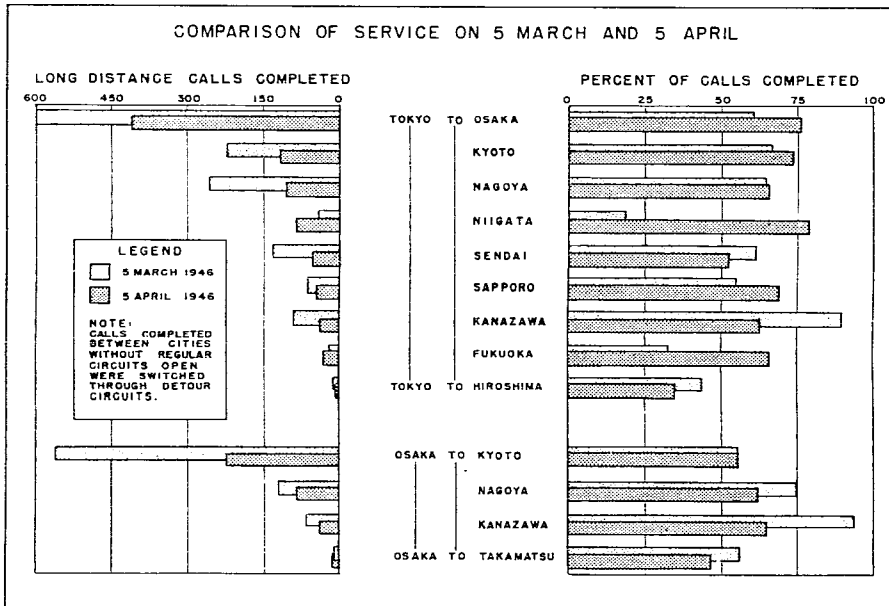 COMPARISON OF SERVICE ON 5 MARCH AND 5 APRIL
LONG DISTANCE CALLS COMPLETED
600 450 300 150 0
PERCENT OF CALLS COMPLETED
0 25 50 75 100
TOKYO TO OSAKA
KYOTO
NAGOYA
NIIGATA
SENDAI
SAPPORO
KANAZAWA
FUKUOKA
TOKYO TO HIROSHIMA
LEGEND
5 MARCH 1946
5 APRIL 1946
NOTE:
CALLS COMPLETED
BETWEEN CITIES
WITHOUT REGULAR
CIRCUITS OPEN
WERE SWITCHED
THROUGH DETOUR
CIRCUITS.
OSAKA TO KYOTO
NAGOYA
KANAZAWA
OSAKA TO TAKAMATSU